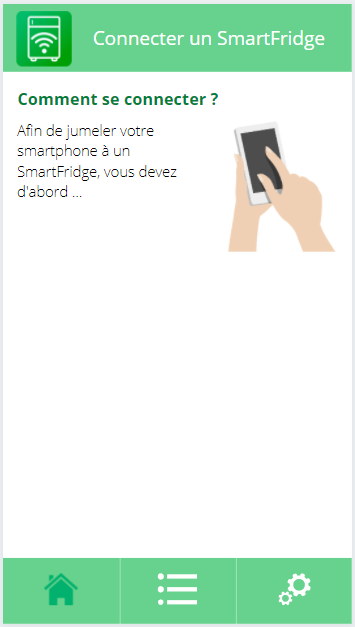 Connecter un SmartFridge
Comment se connecter ?
Afin de jumeler votre
smartphone à un
SmartFridge, vous devez
d'abord ...